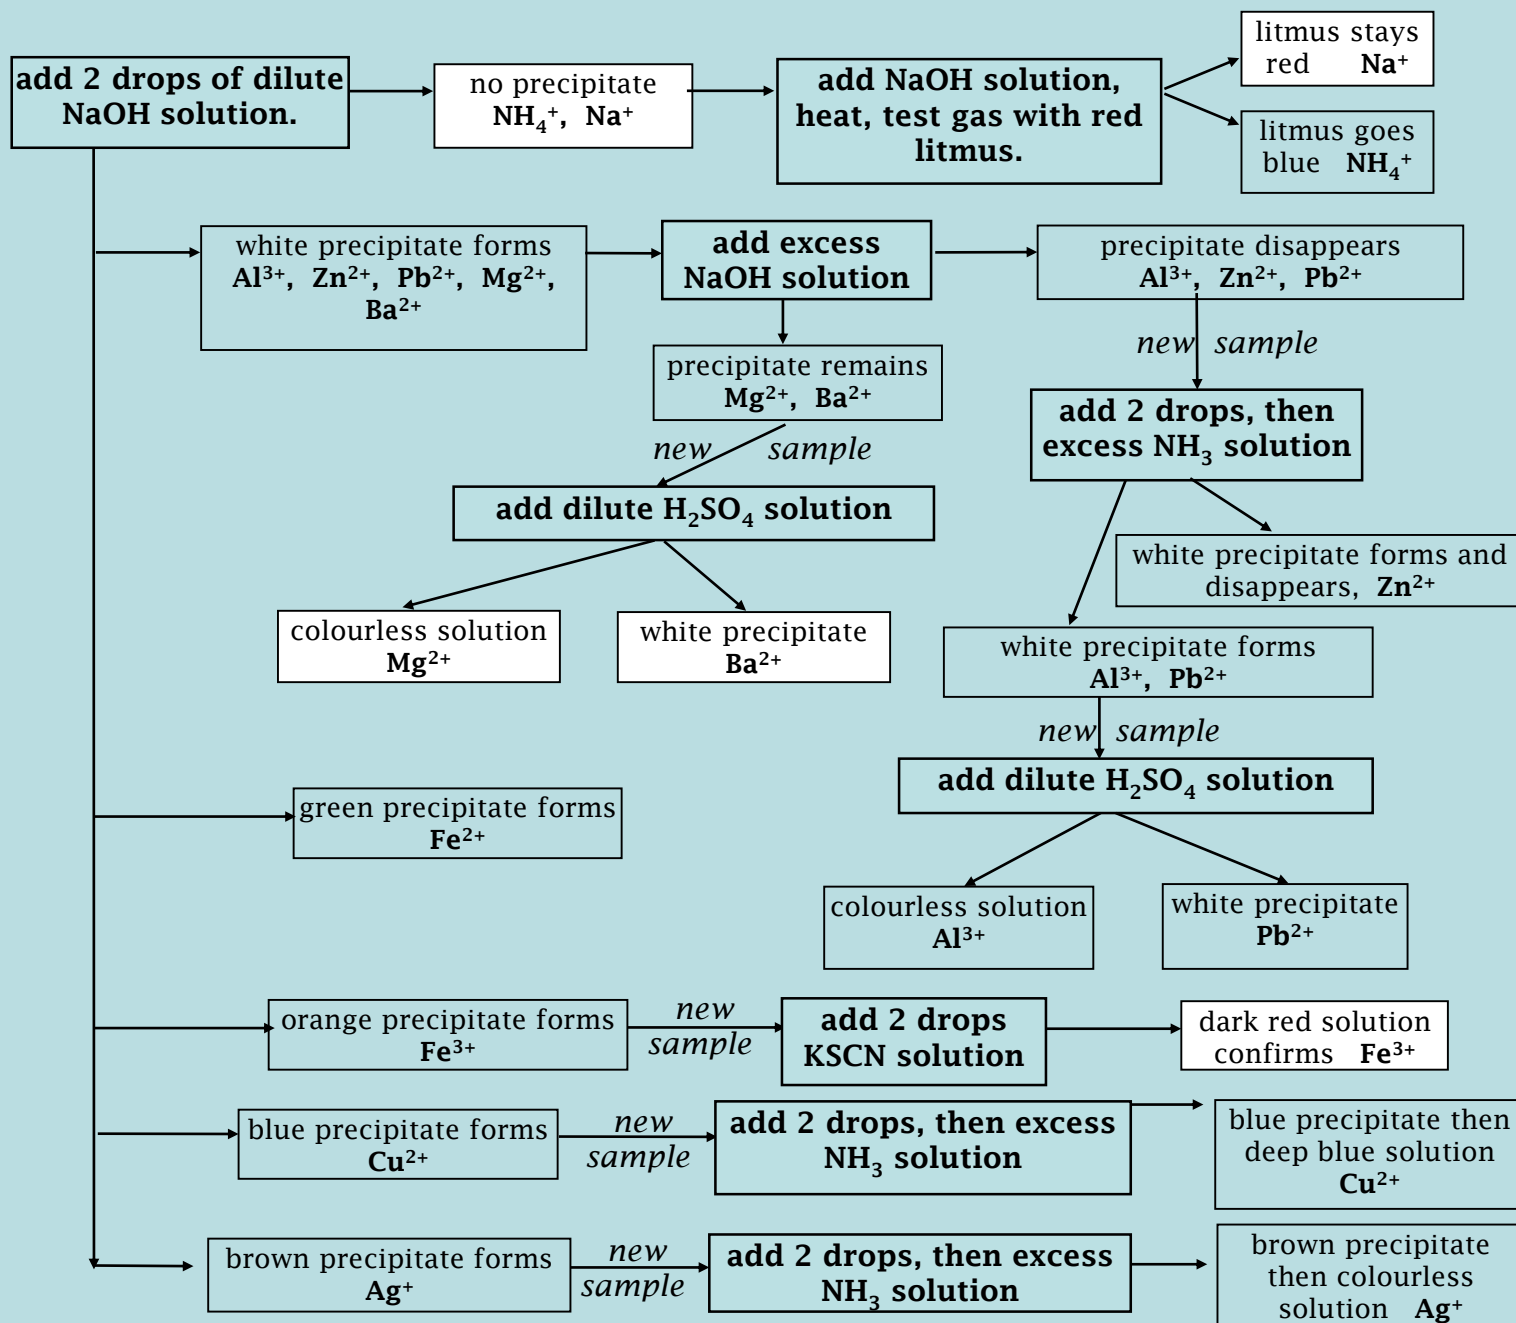 add 2 drops of dilute
NaOH solution.
no precipitate
NH₄⁺, Na⁺
add NaOH solution,
heat, test gas with red
litmus.
litmus stays
red Na⁺
litmus goes
blue NH₄⁺
white precipitate forms
Al³⁺, Zn²⁺, Pb²⁺, Mg²⁺,
Ba²⁺
add excess
NaOH solution
precipitate disappears
Al³⁺, Zn²⁺, Pb²⁺
precipitate remains
Mg²⁺, Ba²⁺
new sample
add dilute H₂SO₄ solution
colourless solution
Mg²⁺
white precipitate
Ba²⁺
new sample
add 2 drops, then
excess NH₃ solution
white precipitate forms and
disappears, Zn²⁺
white precipitate forms
Al³⁺, Pb²⁺
new sample
add dilute H₂SO₄ solution
colourless solution
Al³⁺
white precipitate
Pb²⁺
green precipitate forms
Fe²⁺
orange precipitate forms
Fe³⁺
new
sample
add 2 drops
KSCN solution
dark red solution
confirms Fe³⁺
blue precipitate forms
Cu²⁺
new
sample
add 2 drops, then excess
NH₃ solution
blue precipitate then
deep blue solution
Cu²⁺
brown precipitate forms
Ag⁺
new
sample
add 2 drops, then excess
NH₃ solution
brown precipitate
then colourless
solution Ag⁺